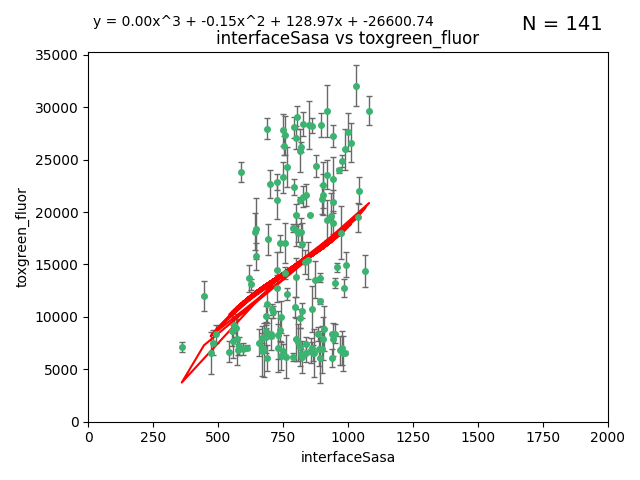 y = 0.00x^3 + -0.15x^2 + 128.97x + -26600.74
N = 141
interfaceSasa vs toxgreen_fluor
35000
30000
25000
20000
15000
10000
5000
0
toxgreen_fluor
0 250 500 750 1000 1250 1500 1750 2000
interfaceSasa